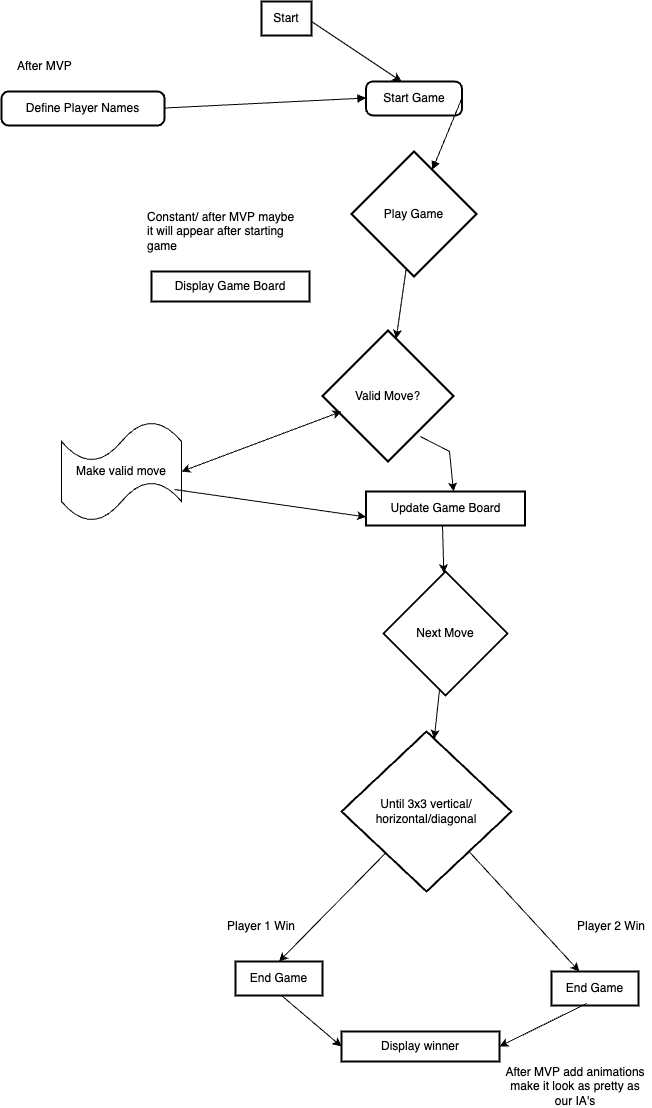 Start
After MVP
Define Player Names
Start Game
Play Game
Constant/ after MVP maybe
it will appear after starting
game
Display Game Board
Valid Move?
Make valid move
Update Game Board
Next Move
Until 3x3 vertical/
horizontal/diagonal
Player 1 Win
Player 2 Win
End Game
End Game
Display winner
After MVP add animations
make it look as pretty as
our IA's